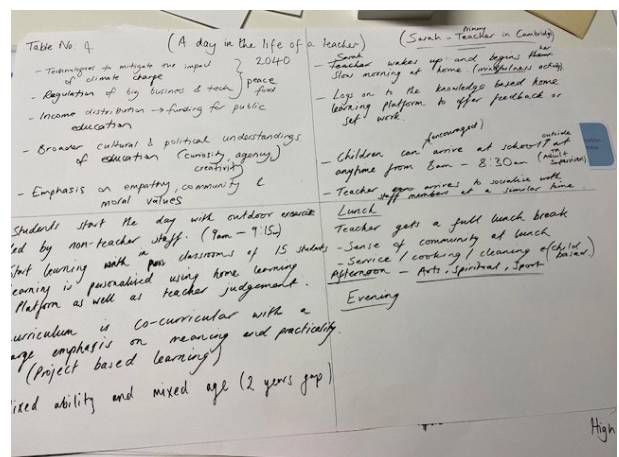 Table No: 4
(A day in the life of a teacher)
- Technologies to mitigate the impact
of climate change
2040
- Regulation of big business & tech
peace
fund
- Income distribution → funding for public
education
- Broader cultural & political understandings
of education (curiosity, agency,
creativity)
- Emphasis on empathy, community &
moral values
(Sarah - Primary Teacher in Cambridge)
- Sarah wakes up and begins her
slow morning at home. (mindfulness
- Logs on to the knowledge based home
learning platform to offer feedback or
set work.
(encouraged)
- Children can arrive at school at
anytime from 8am - 8:30am
outside
(Adult
supervision)
- Teacher arrives to socialise with
staff members at a similar time.
Students start the day with outdoor exercise
led by non-teacher staff. (9am - 9:15am)
start learning with classrooms of 15 students
learning is personalised using home learning
platform as well as teacher judgement.
curriculum is co-curricular with a
large emphasis on meaning and practicality.
(Project based learning)
mixed ability and mixed age (2 years gap)
Lunch
Teacher gets a full lunch break
- Sense of community at lunch
- Service / cooking / cleaning (child
based)
Afternoon - Arts, Spiritual, Sport
Evening
High